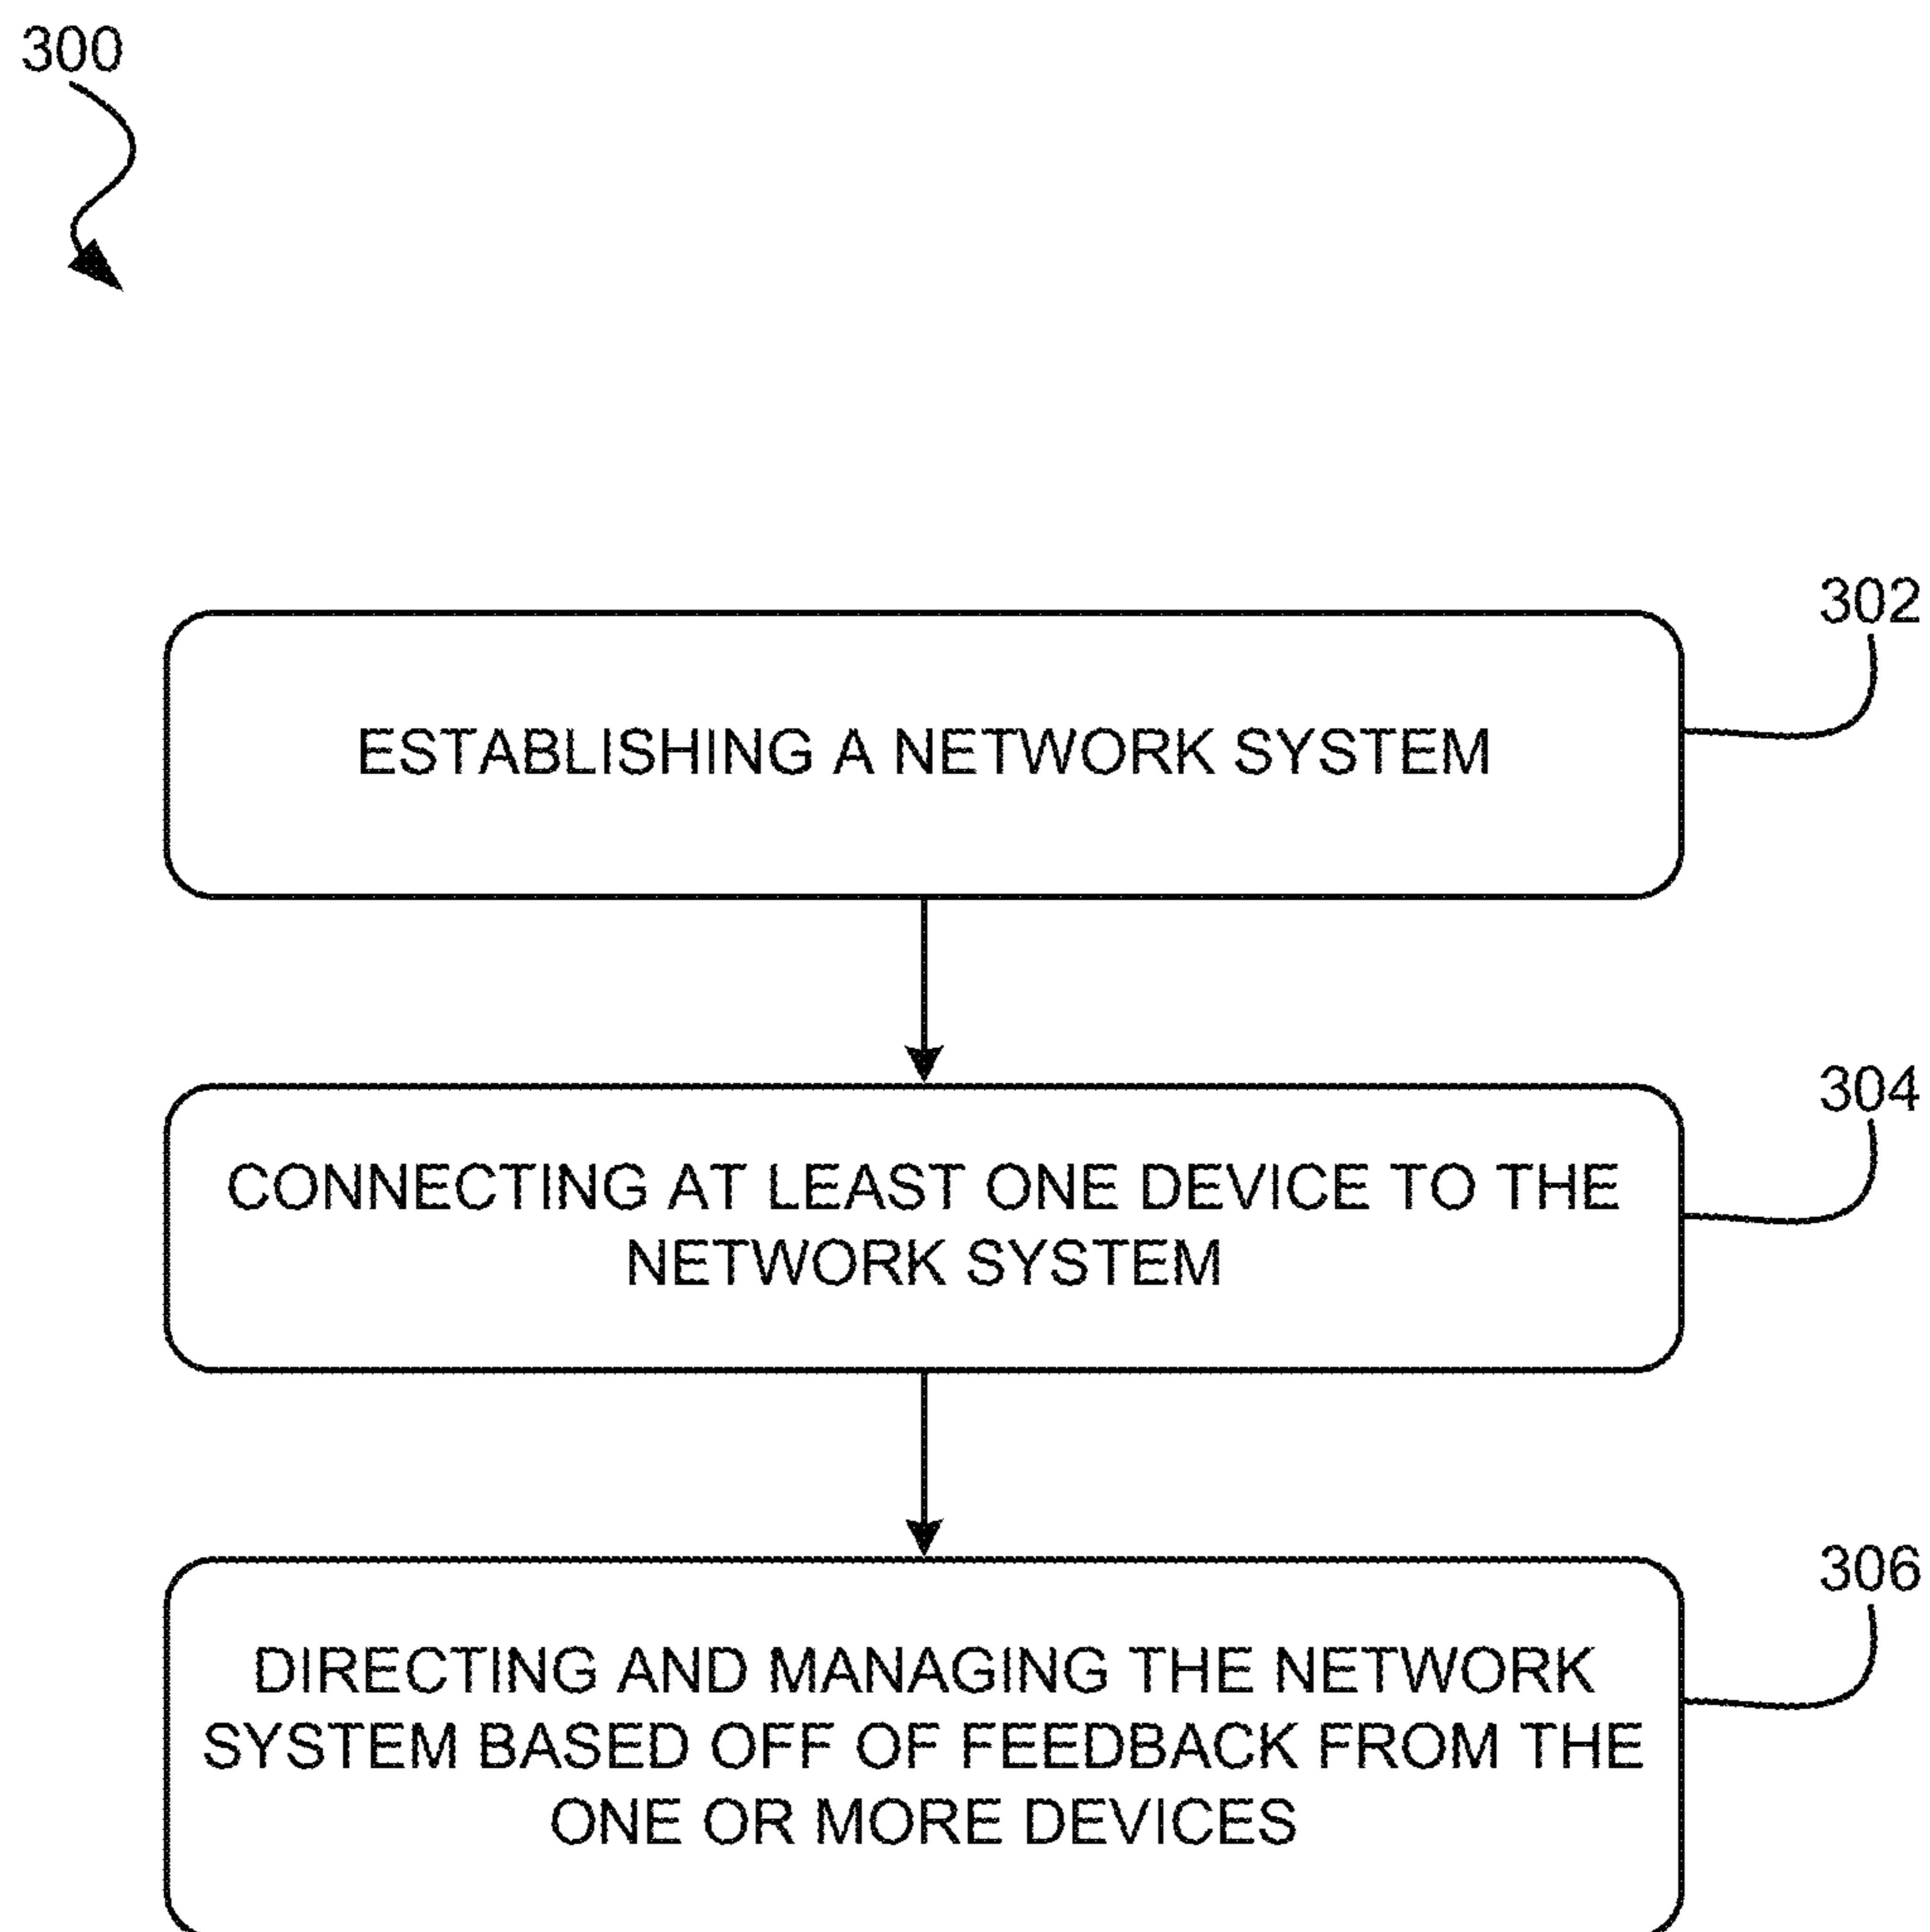 300
302
ESTABLISHING A NETWORK SYSTEM
304
CONNECTING AT LEAST ONE DEVICE TO THE
NETWORK SYSTEM
306
DIRECTING AND MANAGING THE NETWORK
SYSTEM BASED OFF OF FEEDBACK FROM THE
ONE OR MORE DEVICES